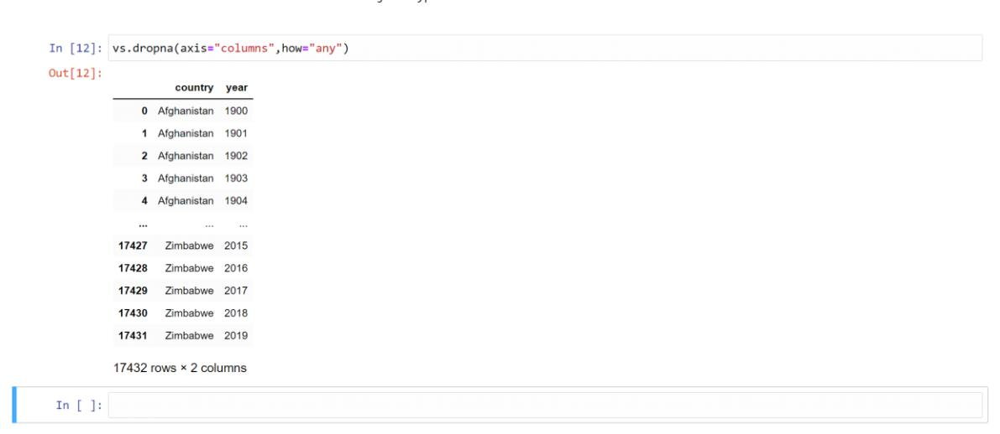 In [12]: vs.dropna(axis="columns",how="any")
Out[12]:
country year
0 Afghanistan 1900
1 Afghanistan 1901
2 Afghanistan 1902
3 Afghanistan 1903
4 Afghanistan 1904
... ... ...
17427 Zimbabwe 2015
17428 Zimbabwe 2016
17429 Zimbabwe 2017
17430 Zimbabwe 2018
17431 Zimbabwe 2019
17432 rows × 2 columns
In [ ]: